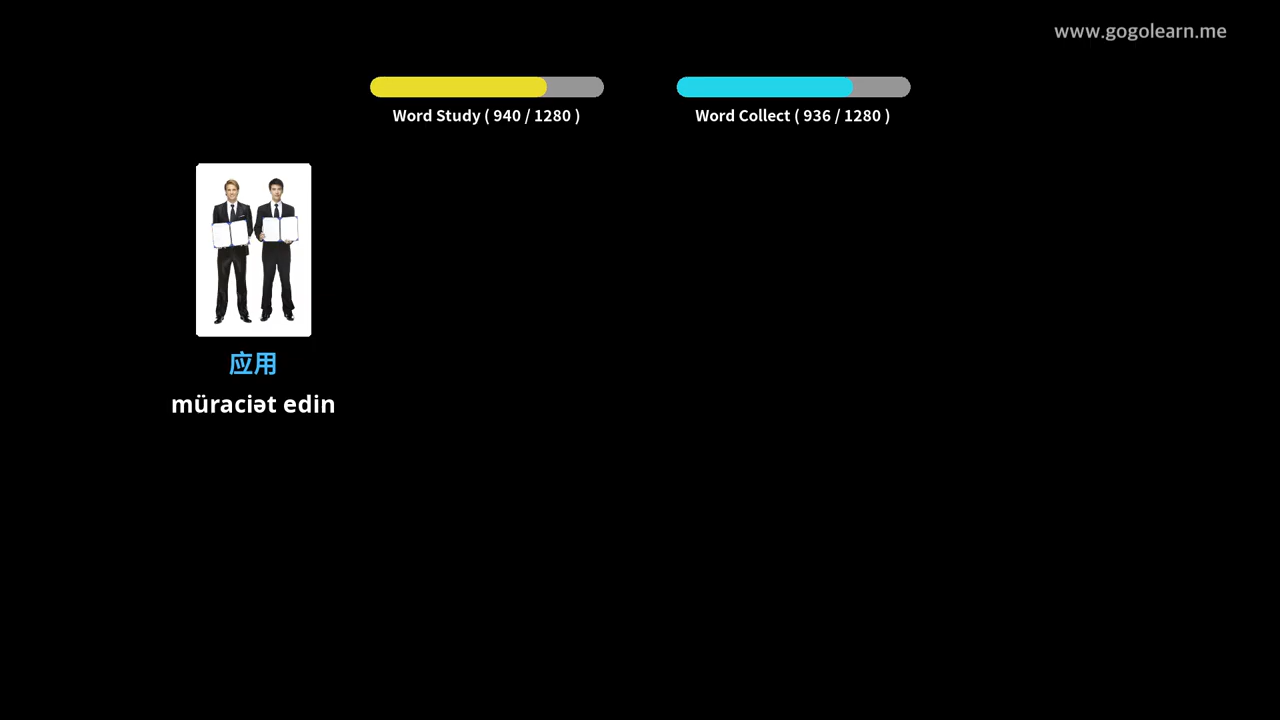 www.gogolearn.me
Word Study ( 940 / 1280 )
Word Collect ( 936 / 1280 )
应用
müraciət edin